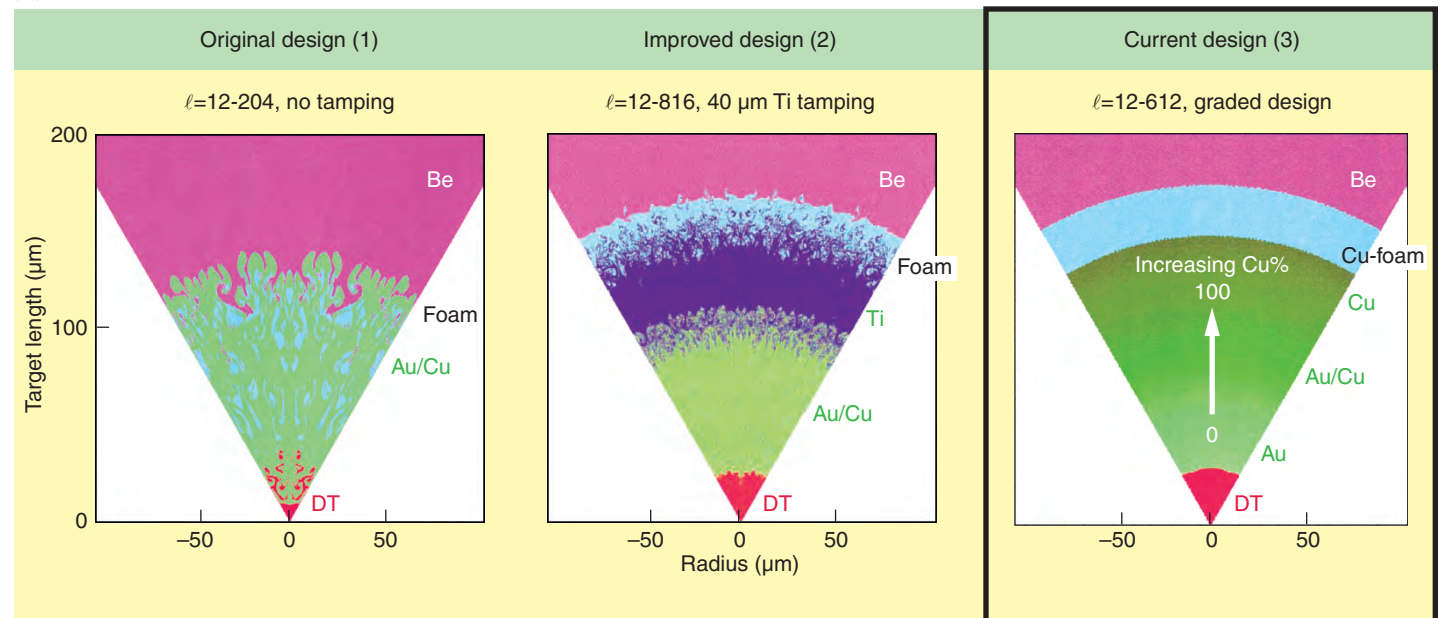 Original design (1)
Improved design (2)
Current design (3)
ℓ=12-204, no tamping
ℓ=12-816, 40 µm Ti tamping
ℓ=12-612, graded design
Target length (µm)
200
100
0
Be
Foam
Au/Cu
DT
–50
0
50
Be
Foam
Ti
Au/Cu
DT
–50
0
50
Radius (µm)
Be
Cu-foam
Increasing Cu%
100
Cu
Au/Cu
0
Au
DT
–50
0
50